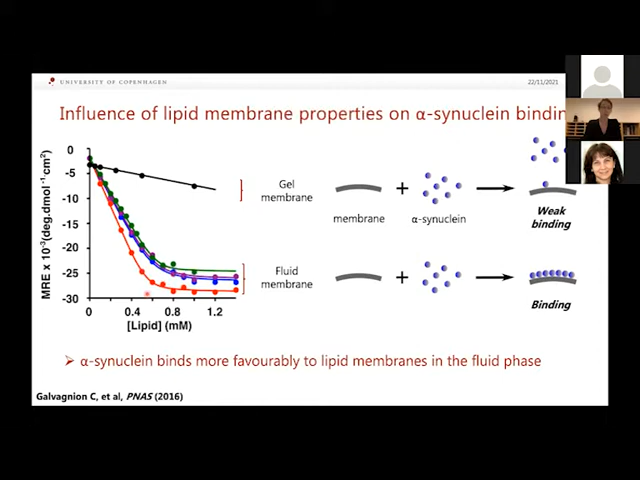 UNIVERSITY OF COPENHAGEN
22/11/2021
Influence of lipid membrane properties on α-synuclein bindin
MRE x 10⁻³(deg.dmol⁻¹cm²)
0
-5
-10
-15
-20
-25
-30
0 0.4 0.8 1.2
[Lipid] (mM)
Gel
membrane
membrane
+
α-synuclein
Weak
binding
Fluid
membrane
+
Binding
➢ α-synuclein binds more favourably to lipid membranes in the fluid phase
Galvagnion C, et al, PNAS (2016)